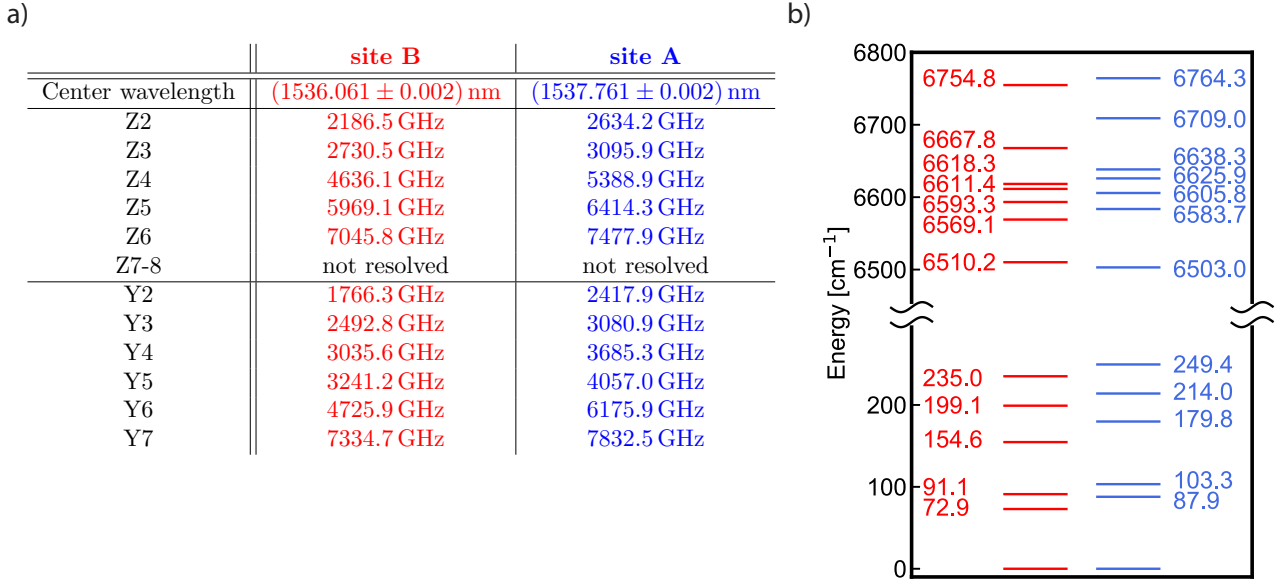 a)
site B site A
Center wavelength (1536.061 ± 0.002) nm (1537.761 ± 0.002) nm
Z2 2186.5 GHz 2634.2 GHz
Z3 2730.5 GHz 3095.9 GHz
Z4 4636.1 GHz 5388.9 GHz
Z5 5969.1 GHz 6414.3 GHz
Z6 7045.8 GHz 7477.9 GHz
Z7-8 not resolved not resolved
Y2 1766.3 GHz 2417.9 GHz
Y3 2492.8 GHz 3080.9 GHz
Y4 3035.6 GHz 3685.3 GHz
Y5 3241.2 GHz 4057.0 GHz
Y6 4725.9 GHz 6175.9 GHz
Y7 7334.7 GHz 7832.5 GHz
b)
Energy [cm⁻¹]
6800
6700
6600
6500
200
100
0
6754.8
6667.8
6618.3
6611.4
6593.3
6569.1
6510.2
235.0
199.1
154.6
91.1
72.9
6764.3
6709.0
6638.3
6625.9
6605.8
6583.7
6503.0
249.4
214.0
179.8
103.3
87.9